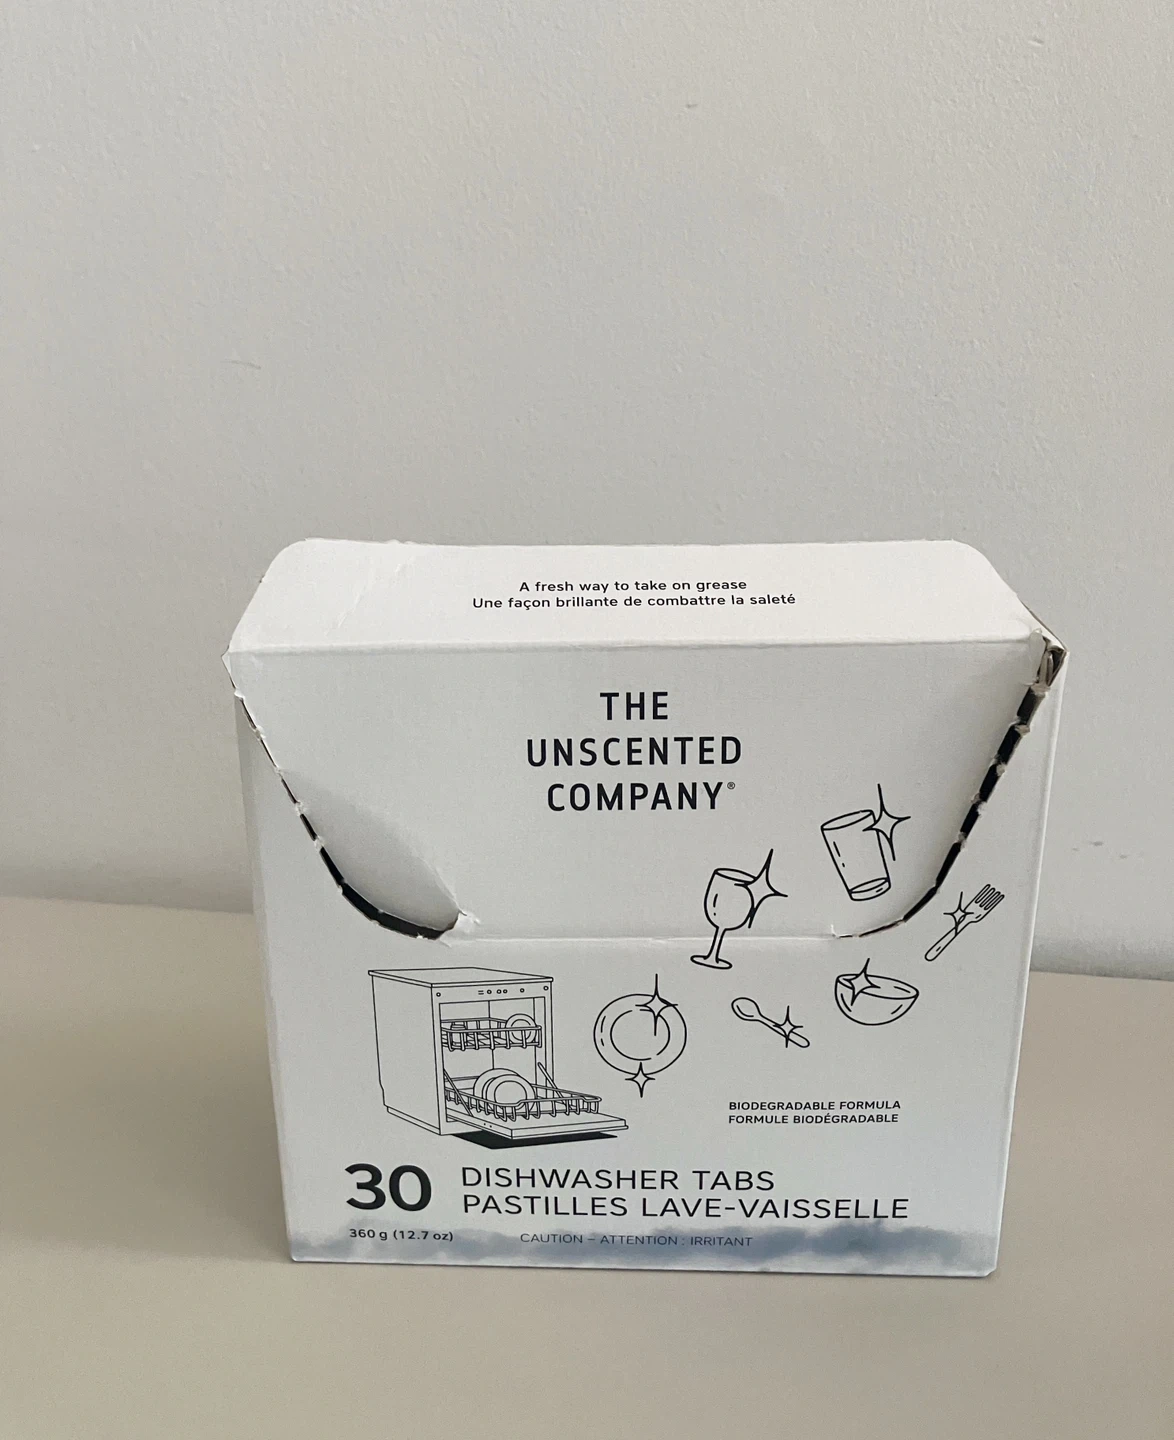 A fresh way to take on grease
Une façon brillante de combattre la saleté
THE
UNSCENTED
COMPANY®
BIODEGRADABLE FORMULA
FORMULE BIODÉGRADABLE
30
DISHWASHER TABS
PASTILLES LAVE-VAISSELLE
360 g (12.7 oz)
CAUTION – ATTENTION : IRRITANT